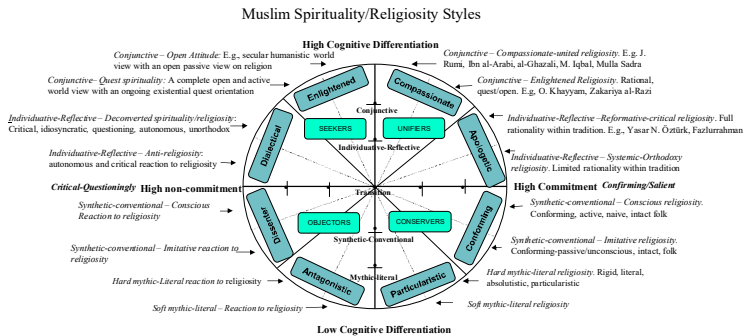 Muslim Spirituality/Religiosity Styles
High Cognitive Differentiation
Conjunctive – Open Attitude: E.g., secular humanistic world
view with an open passive view on religion
Conjunctive– Quest spirituality: A complete open and active
world view with an ongoing existential quest orientation
Individual-Reflective – Deconverted spirituality/religiosity:
Critical, idiosyncratic, questioning, autonomous, unorthodox
Individual-Reflective – Anti-religiosity:
autonomous and critical reaction to religiosity
Critical-Questioningly High non-commitment
Synthetic-conventional – Conscious
Reaction to religiosity
Synthetic-conventional – Imitative reaction to
religiosity
Hard mythic-Literal reaction to religiosity
Soft mythic-literal – Reaction to religiosity
Enlightened
Compassionate
Dialectical
Apologetic
SEEKERS
UNIFIERS
Conjunctive
Individuative-Reflective
Transition
Dissenter
Conforming
OBJECTORS
CONSERVERS
Synthetic-Conventional
Mythic-literal
Antagonistic
Particularistic
Conjunctive – Compassionate-united religiosity. E.g. J.
Rumi, Ibn al-Arabi, al-Ghazali, M. Iqbal, Mulla Sadra
Conjunctive – Enlightened Religiosity. Rational,
quest/open. E.g, O. Khayyam, Zakariya al-Razi
Individuative-Reflective – Reformative-critical religiosity. Full
rationality within tradition. E.g., Yasar N. Öztürk, Fazlurrahman
Individuative-Reflective – Systemic-Orthodoxy
religiosity. Limited rationality within tradition
High Commitment Confirming/Salient
Synthetic-conventional – Conscious religiosity.
Conforming, active, naive, intact folk
Synthetic-conventional – Imitative religiosity.
Conforming-passive/unconscious, intact, folk
Hard mythic-literal religiosity. Rigid, literal,
absolutistic, particularistic
Soft mythic-literal religiosity
Low Cognitive Differentiation